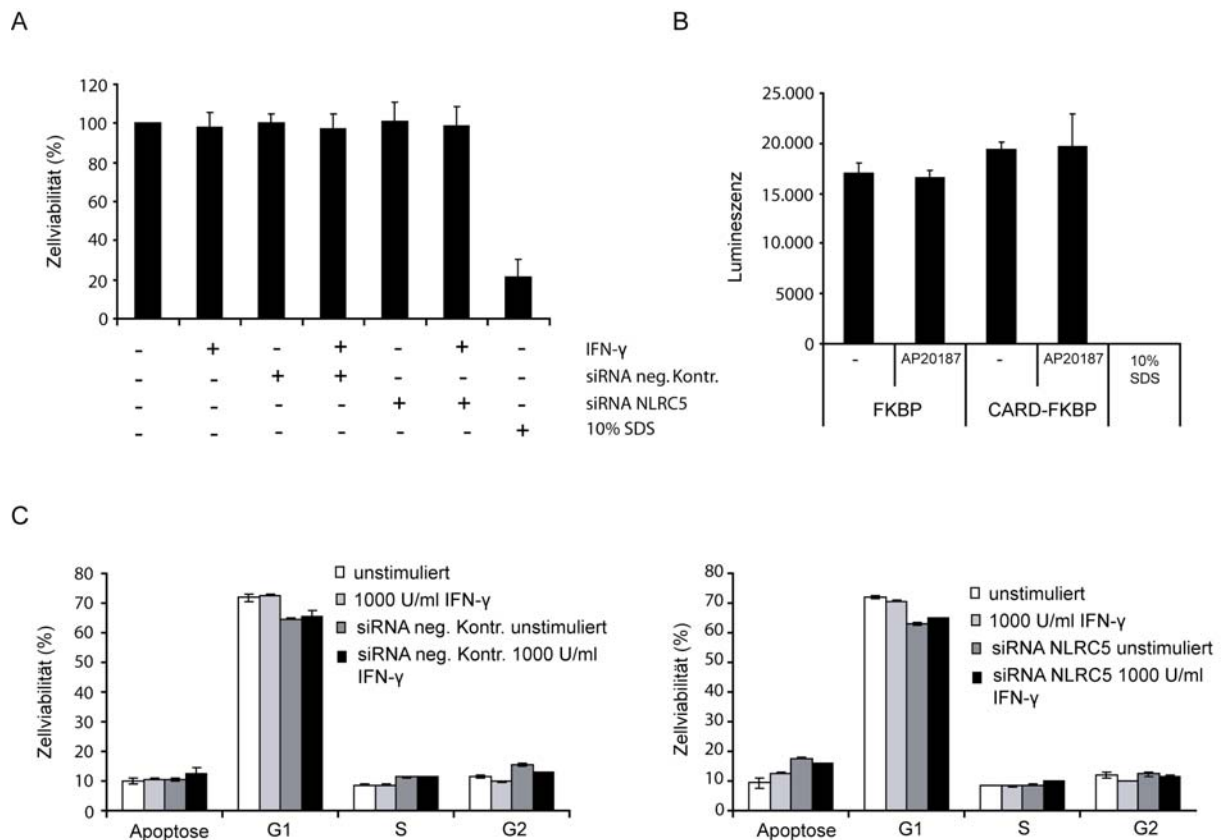 A
Zellviabilität (%)
120
100
80
60
40
20
0
- + - + - + - IFN-γ
- - + + - - - siRNA neg. Kontr.
- - - - + + - siRNA NLRC5
- - - - - - + 10% SDS
B
Lumineszenz
25.000
20.000
15.000
10.000
5000
0
- AP20187 - AP20187 10%
SDS
FKBP CARD-FKBP
C
Zellviabilität (%)
80
70
60
50
40
30
20
10
0
unstimuliert
1000 U/ml IFN-γ
siRNA neg. Kontr. unstimuliert
siRNA neg. Kontr. 1000 U/ml
IFN-γ
Apoptose G1 S G2
Zellviabilität (%)
80
70
60
50
40
30
20
10
0
unstimuliert
1000 U/ml IFN-γ
siRNA NLRC5 unstimuliert
siRNA NLRC5 1000 U/ml
IFN-γ
Apoptose G1 S G2